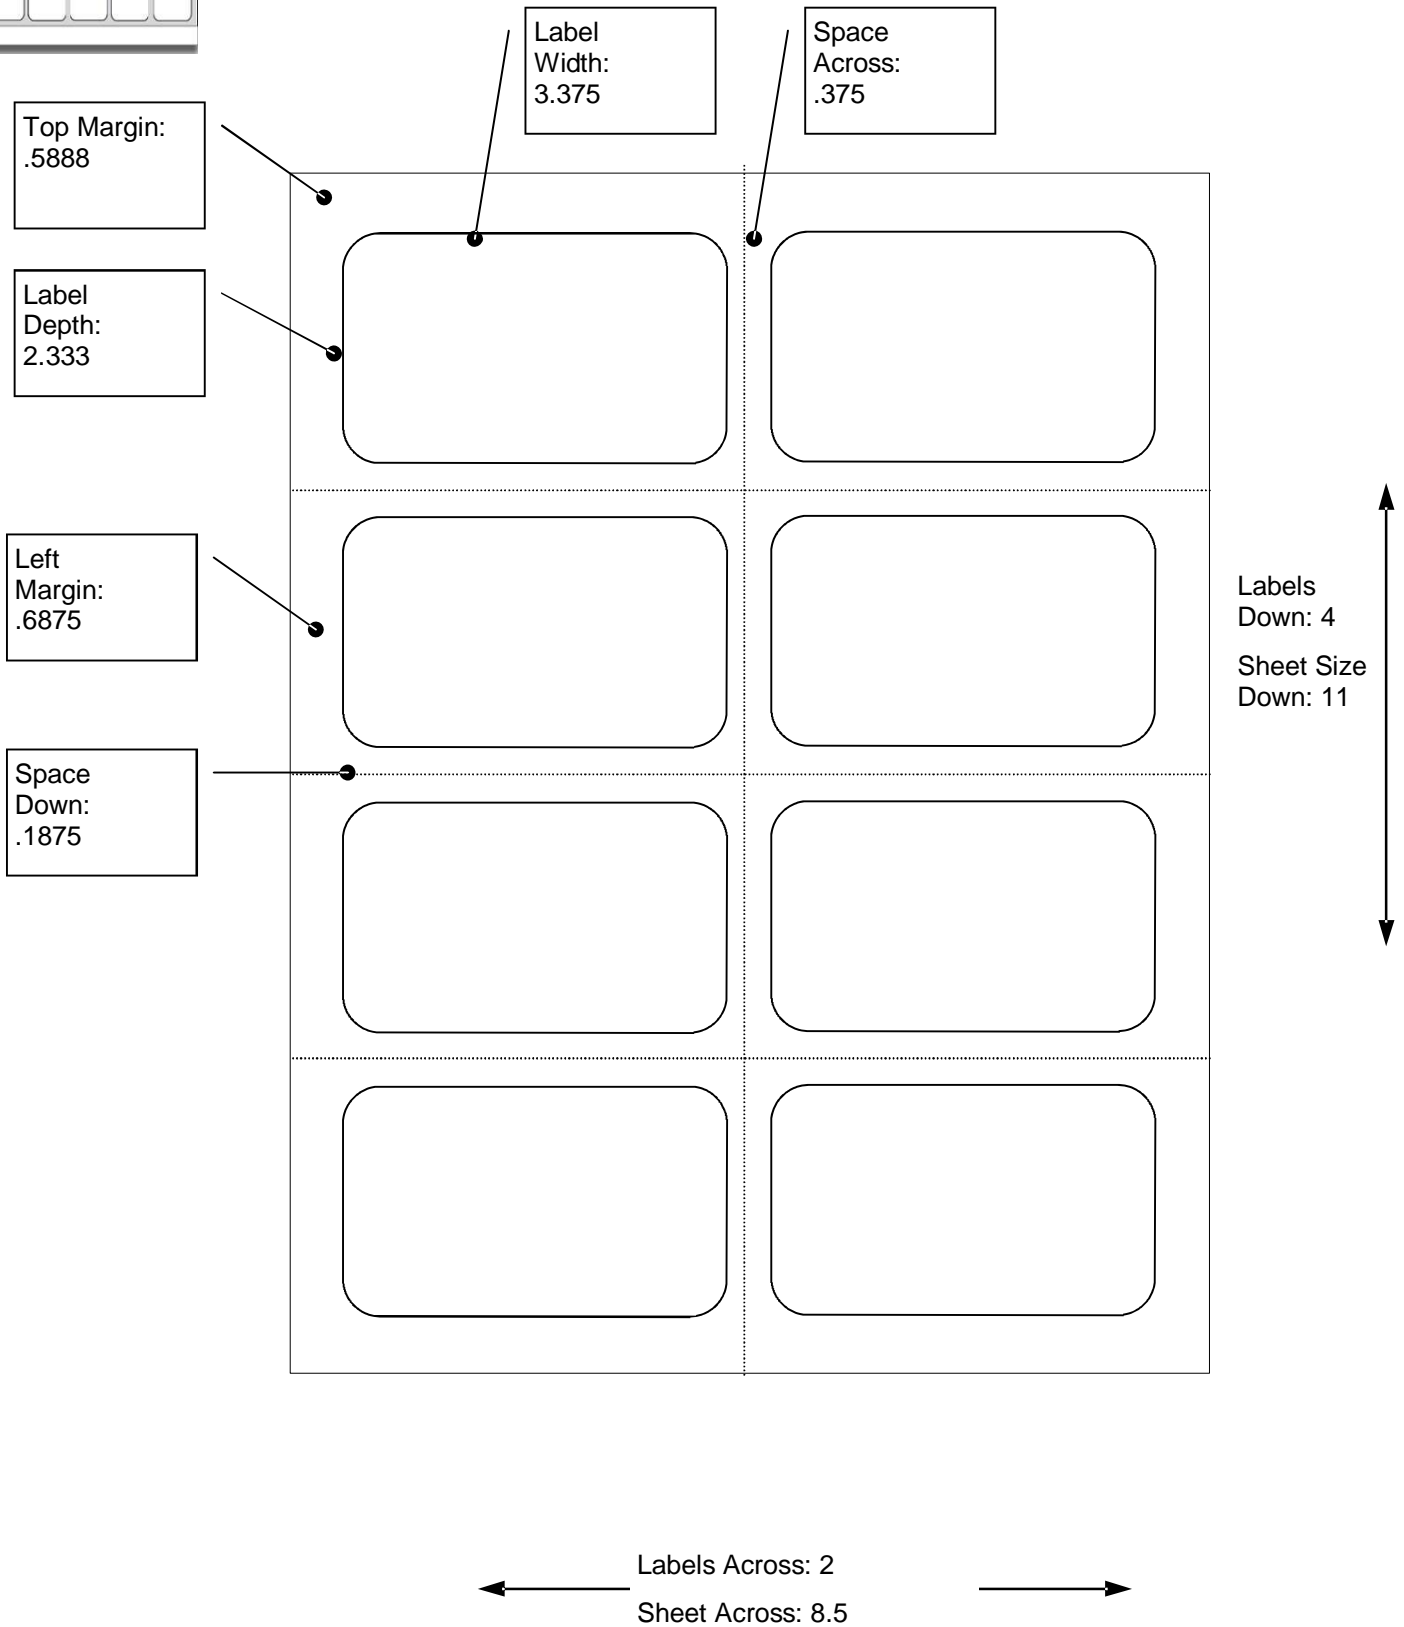 Label
Width:
3.375
Space
Across:
.375
Top Margin:
.5888
Label
Depth:
2.333
Left
Margin:
.6875
Labels
Down: 4
Sheet Size
Down: 11
Space
Down:
.1875
Labels Across: 2
Sheet Across: 8.5